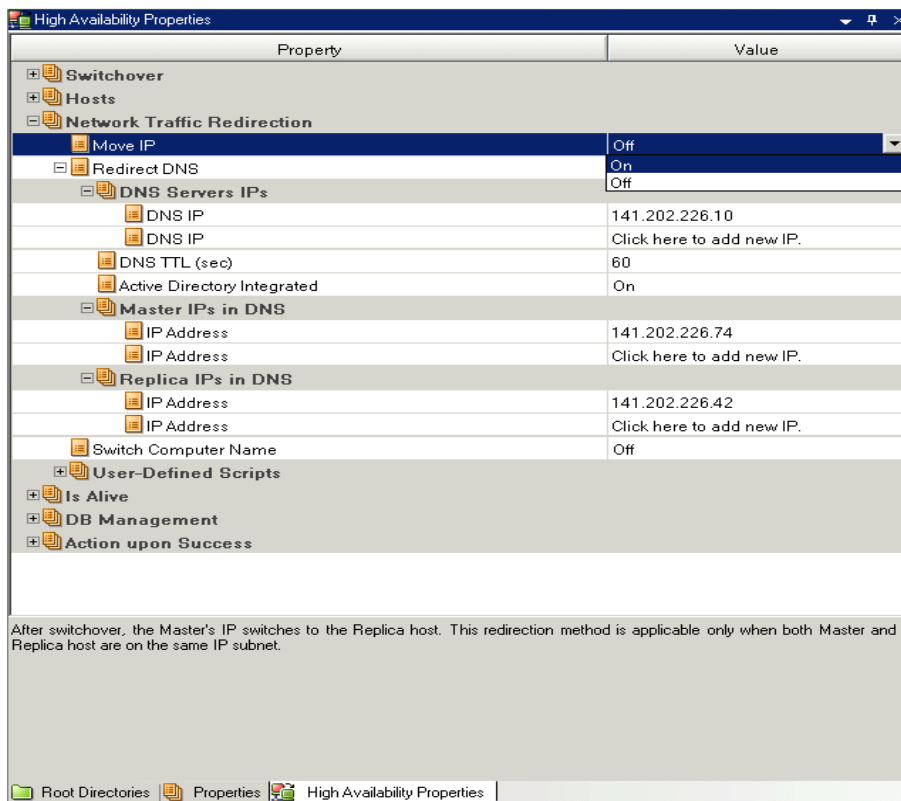 High Availability Properties
Property Value
Switchover
Hosts
Network Traffic Redirection
Move IP Off
On
Redirect DNS
Off
DNS Servers IPs
DNS IP 141.202.226.10
DNS IP Click here to add new IP.
DNS TTL (sec) 60
Active Directory Integrated On
Master IPs in DNS
IP Address 141.202.226.74
IP Address Click here to add new IP.
Replica IPs in DNS
IP Address 141.202.226.42
IP Address Click here to add new IP.
Switch Computer Name Off
User-Defined Scripts
Is Alive
DB Management
Action upon Success
After switchover, the Master's IP switches to the Replica host. This redirection method is applicable only when both Master and
Replica host are on the same IP subnet.
Root Directories Properties High Availability Properties